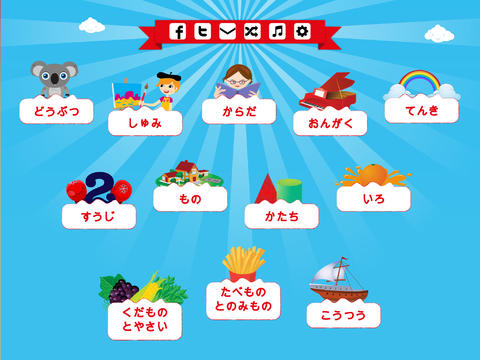 どうぶつ
しゅみ
からだ
おんがく
てんき
すうじ
もの
かたち
いろ
くだもの
とやさい
たべもの
とのみもの
こうつう